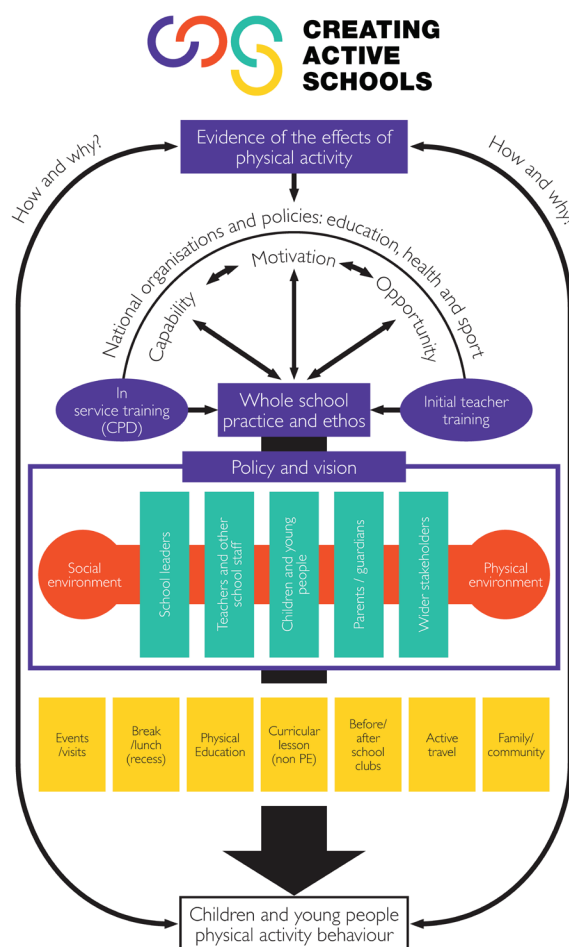 CREATING
ACTIVE
SCHOOLS
Evidence of the effects of
physical activity
How and why?
How and why?
National organisations and policies: education, health and sport
Motivation
Capability
Opportunity
In
service training
(CPD)
Whole school
practice and ethos
Initial teacher
training
Policy and vision
Social
environment
School leaders
Teachers and other
school staff
Children and young
people
Parents / guardians
Wider stakeholders
Physical
environment
Events
/visits
Break
/lunch
(recess)
Physical
Education
Curricular
lesson
(non PE)
Before/
after
school
clubs
Active
travel
Family/
community
Children and young people
physical activity behaviour